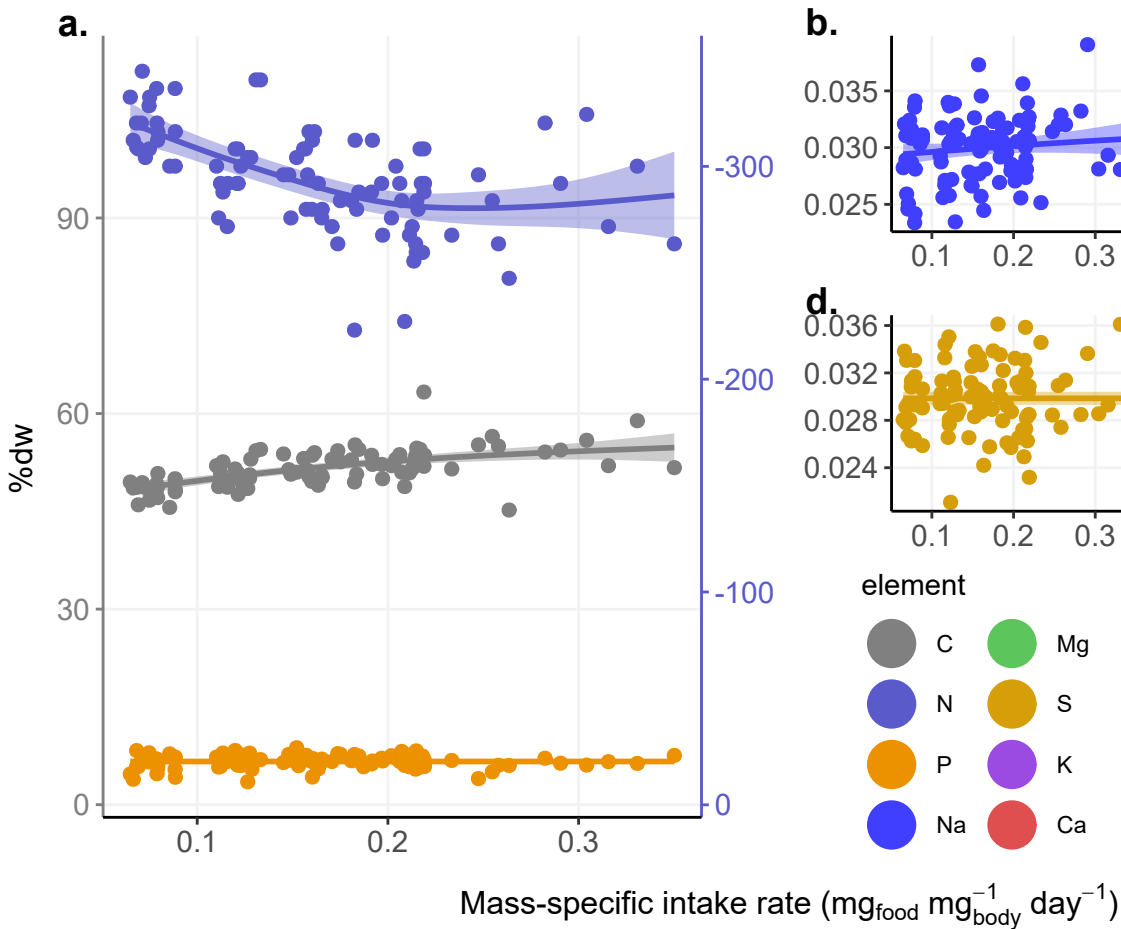 a.
90
60
30
0
%dw
-300
-200
-100
0
0.1 0.2 0.3
b.
0.035
0.030
0.025
0.1 0.2 0.3
d.
0.036
0.032
0.028
0.024
0.1 0.2 0.3
element
C Mg
N S
P K
Na Ca
Mass-specific intake rate (mg_food mg_body^−1 day^−1)